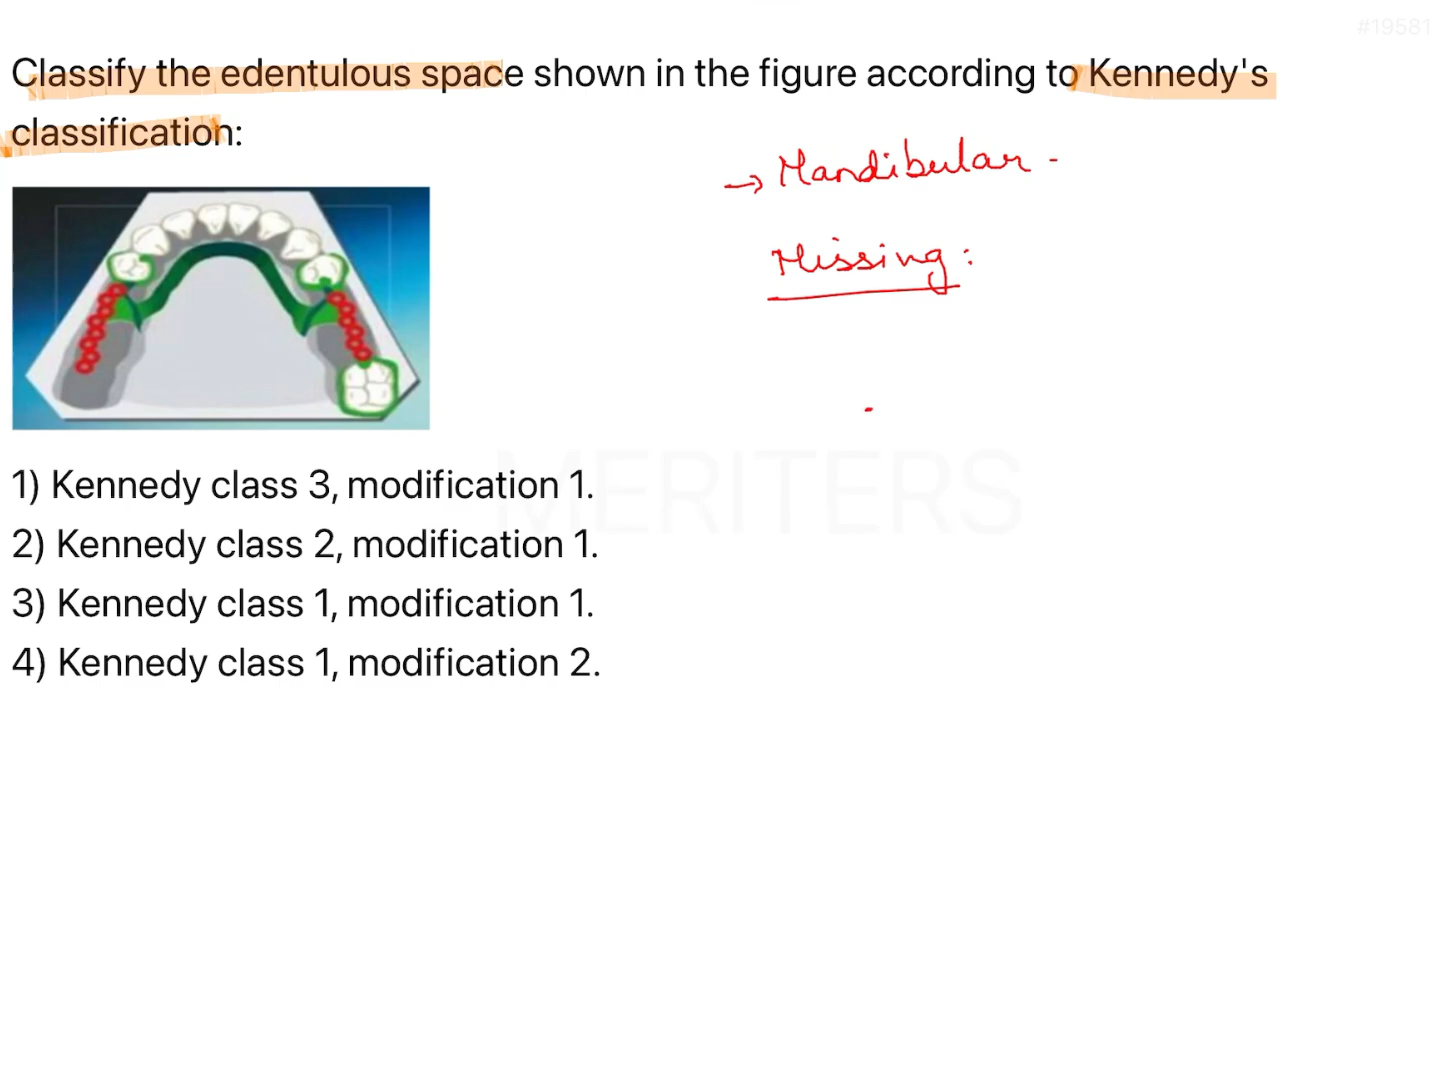 #19581
Classify the edentulous space shown in the figure according to Kennedy's
classification:
→ Mandibular -
Missing:
1) Kennedy class 3, modification 1.
MERITERS
2) Kennedy class 2, modification 1.
3) Kennedy class 1, modification 1.
4) Kennedy class 1, modification 2.